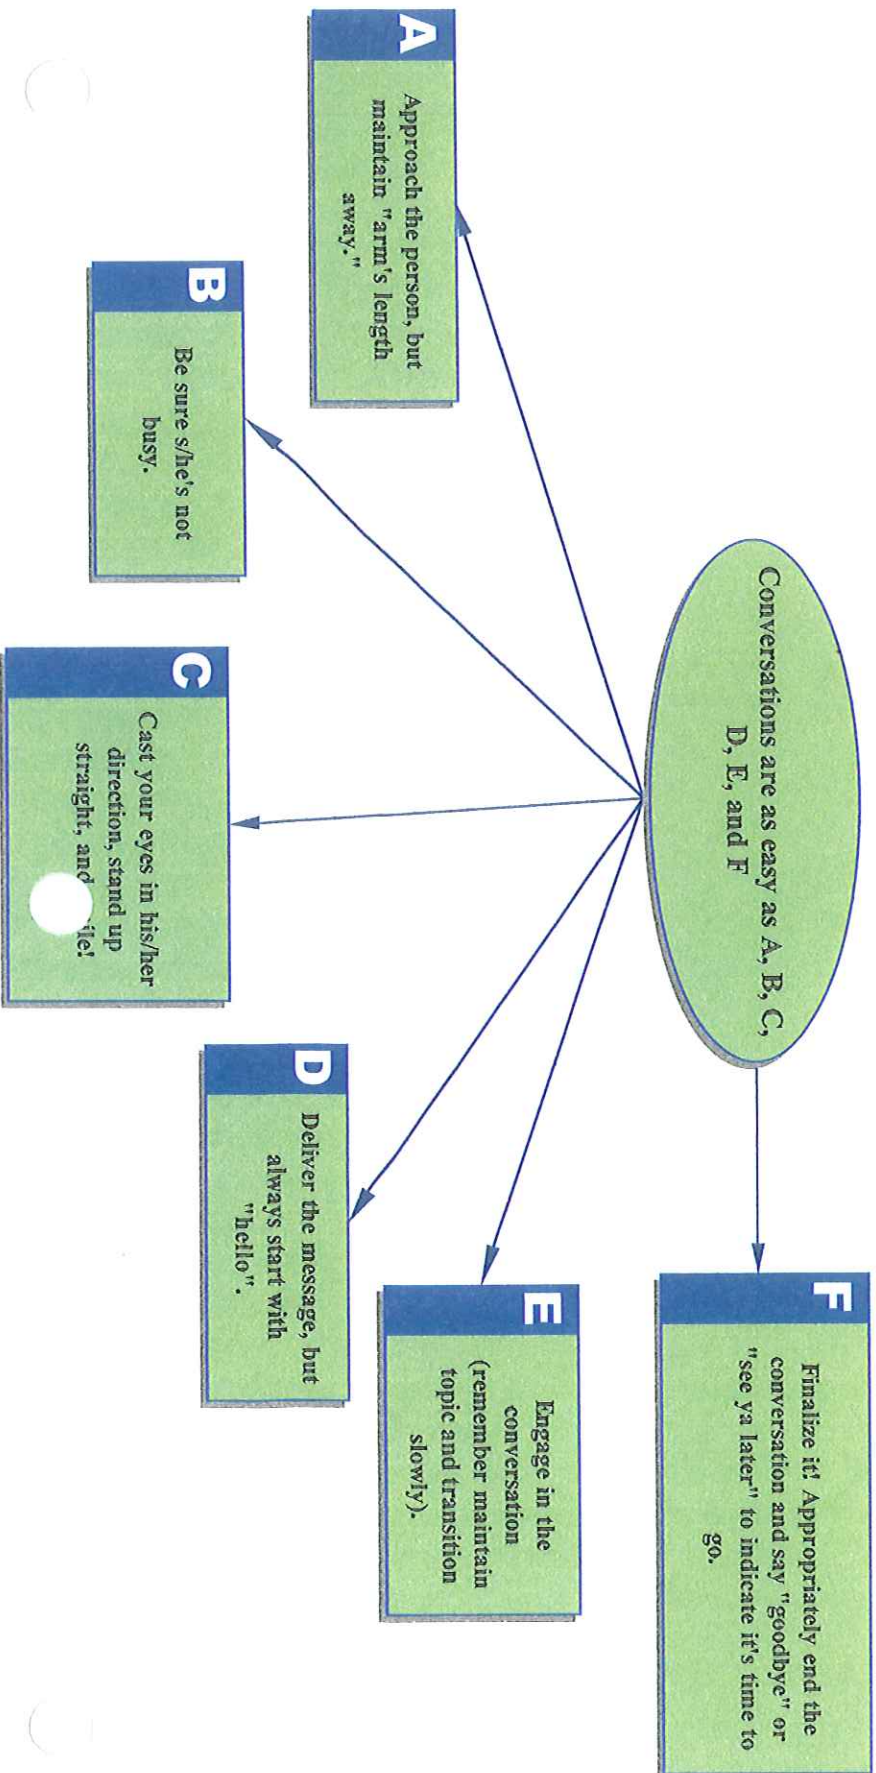 Conversations are as easy as A, B, C,
D, E, and F
A
Approach the person, but
maintain "arm's length
away."
B
Be sure s/he's not
busy.
C
Cast your eyes in his/her
direction, stand up
straight, and
D
Deliver the message, but
always start with
"hello".
E
Engage in the
conversation
(remember maintain
topic and transition
slowly).
F
Finalize it! Appropriately end the
conversation and say "goodbye" or
"see ya later" to indicate it's time to
go.